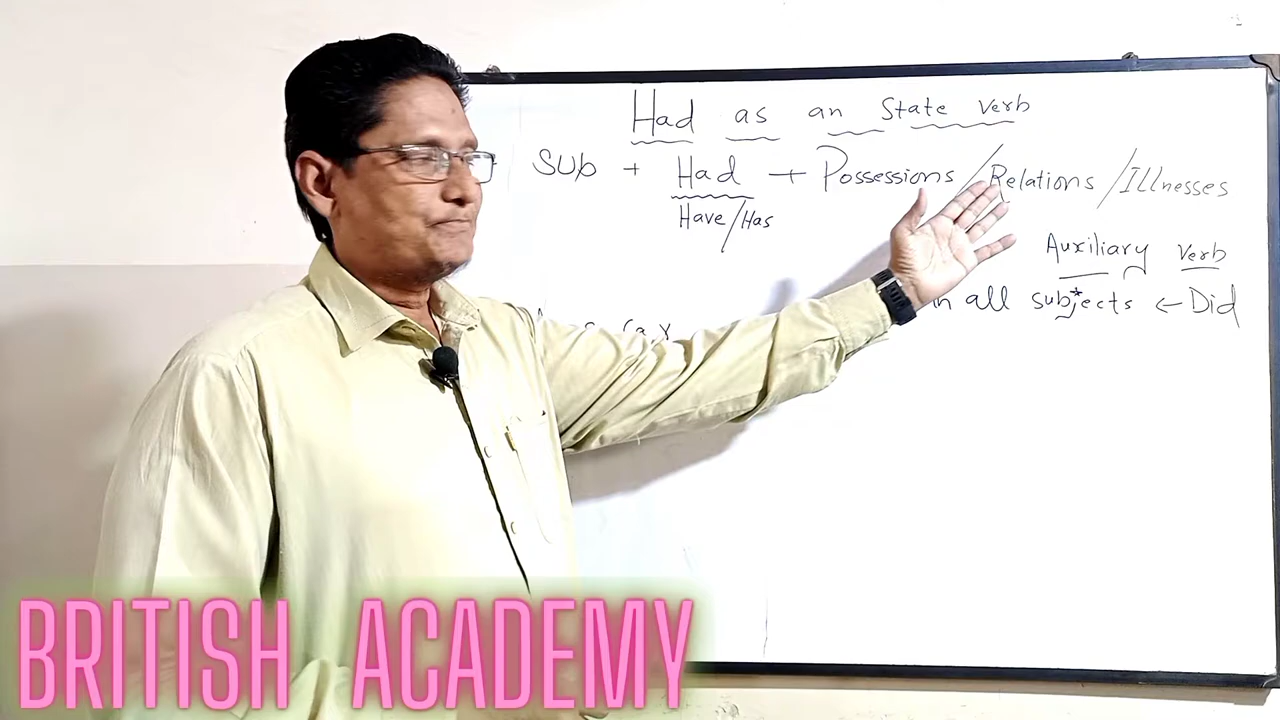 Had as an State verb
Sub + Had + Possessions / Relations / Illnesses
Have/Has
Auxiliary verb
in all subjects ← Did
BRITISH ACADEMY